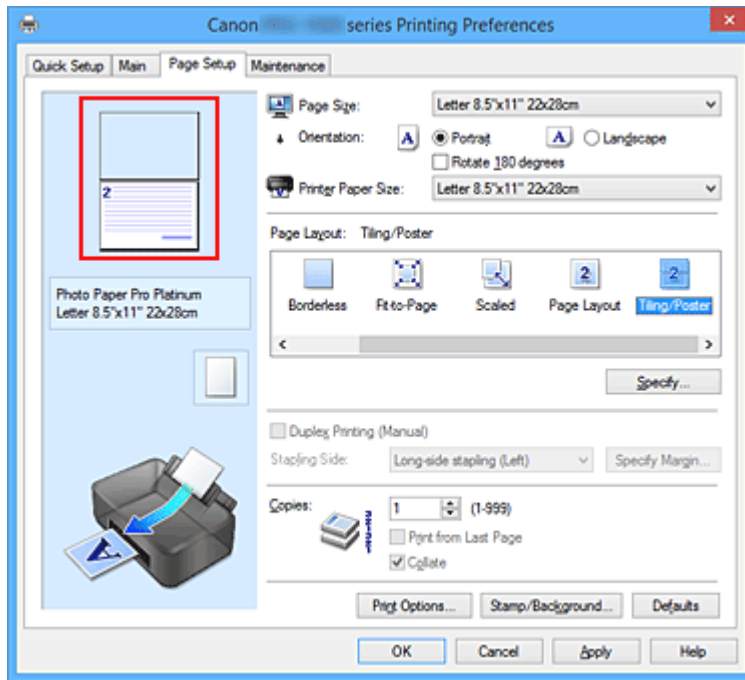 Canon series Printing Preferences
Quick Setup Main Page Setup Maintenance
2
Photo Paper Pro Platinum
Letter 8.5"x11" 22x28cm
A
Page Size: Letter 8.5"x11" 22x28cm
Orientation: A Portrait A Landscape
Rotate 180 degrees
Printer Paper Size: Letter 8.5"x11" 22x28cm
Page Layout: Tiling/Poster
2 2
Borderless Fit-to-Page Scaled Page Layout Tiling/Poster
Specify...
Duplex Printing (Manual)
Stapling Side: Long-side stapling (Left) Specify Margin...
Copies: 1 (1-999)
Print from Last Page
Collate
Print Options... Stamp/Background... Defaults
OK Cancel Apply Help